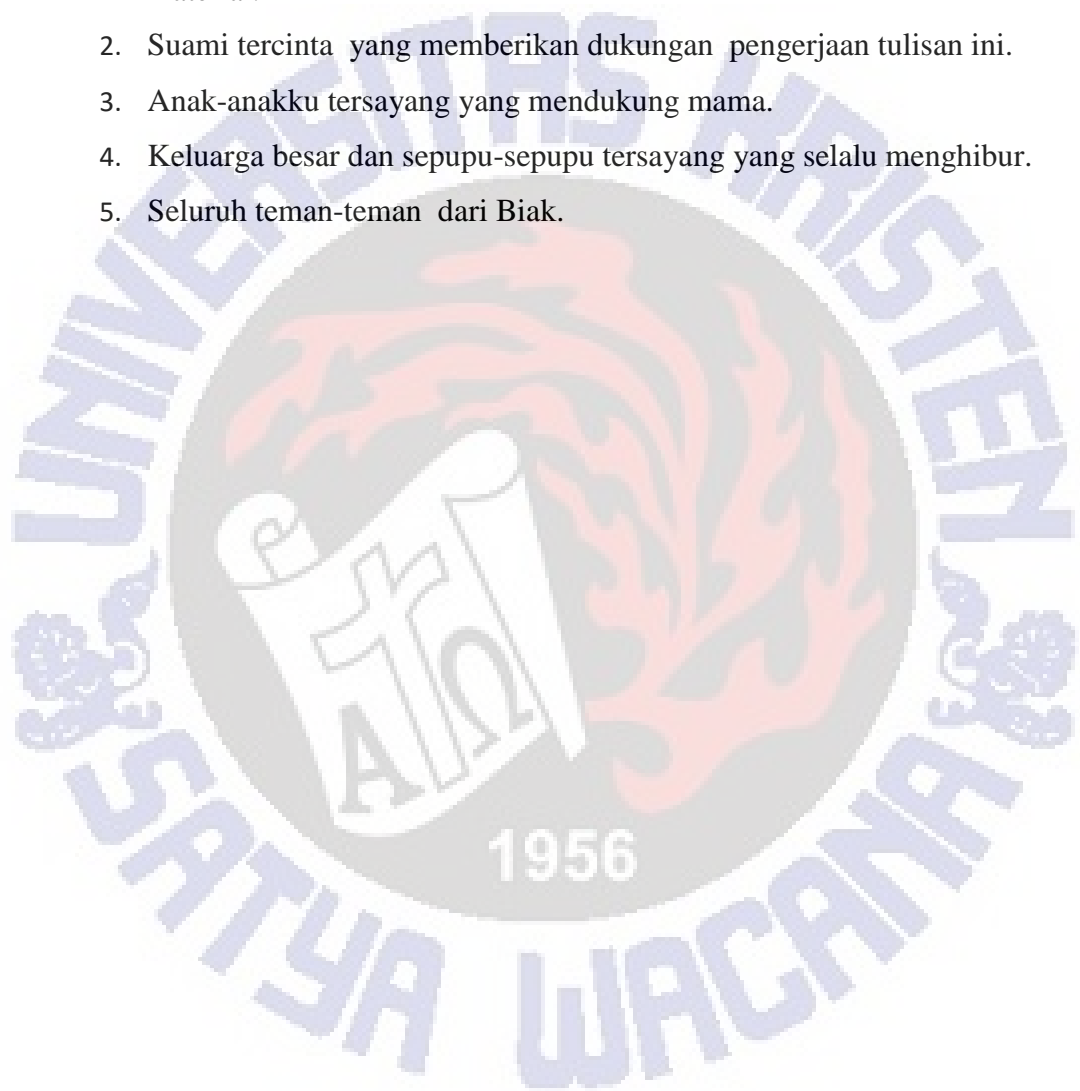 2. Suami tercinta yang memberikan dukungan pengerjaan tulisan ini.
3. Anak-anakku tersayang yang mendukung mama.
4. Keluarga besar dan sepupu-sepupu tersayang yang selalu menghibur.
5. Seluruh teman-teman dari Biak.
UNIVERSITAS KRISTEN
Α Ω
1956
SATYA WACANA